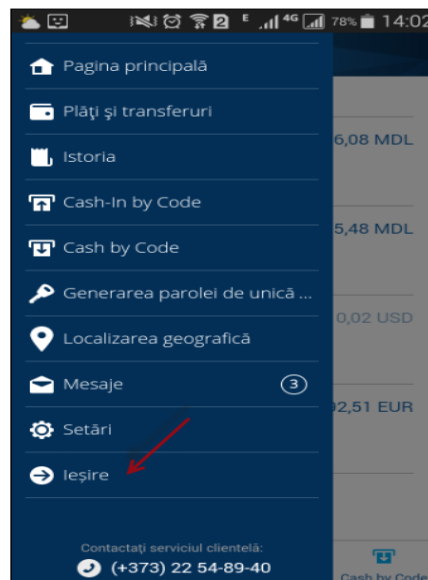 2 E 4G 78% 14:02
Pagina principală
Plăţi şi transferuri
6,08 MDL
Istoria
Cash-In by Code
5,48 MDL
Cash by Code
Generarea parolei de unică ...
0,02 USD
Localizarea geografică
Mesaje 3
2,51 EUR
Setări
Ieşire
Contactaţi serviciul clientelă:
(+373) 22 54-89-40
Cash by Code